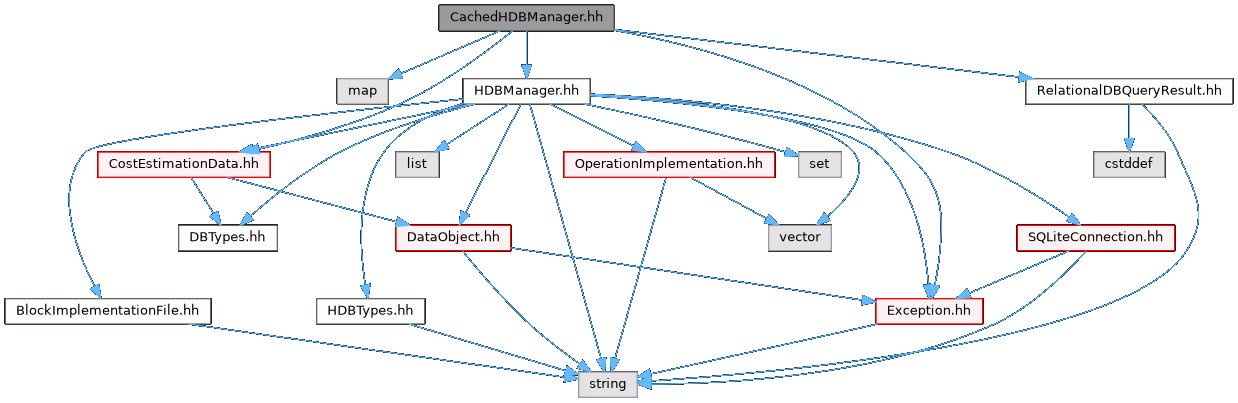 CachedHDBManager.hh
map
HDBManager.hh
RelationalDBQueryResult.hh
CostEstimationData.hh
list
OperationImplementation.hh
set
cstddef
DBTypes.hh
DataObject.hh
vector
SQLiteConnection.hh
BlockImplementationFile.hh
HDBTypes.hh
Exception.hh
string